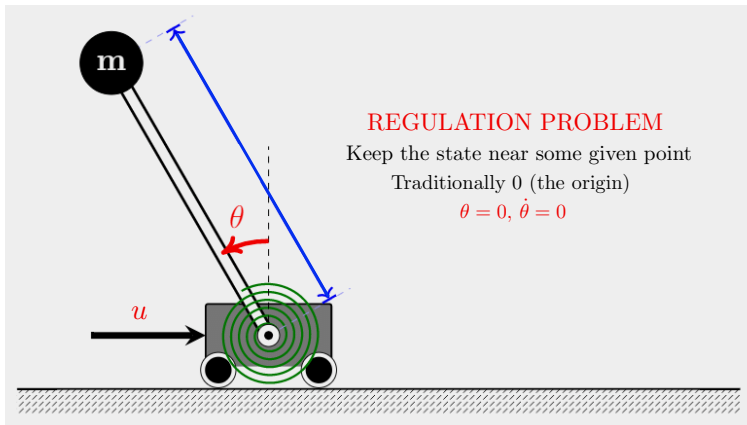 m
REGULATION PROBLEM
Keep the state near some given point
Traditionally 0 (the origin)
θ = 0, θ̇ = 0
θ
u